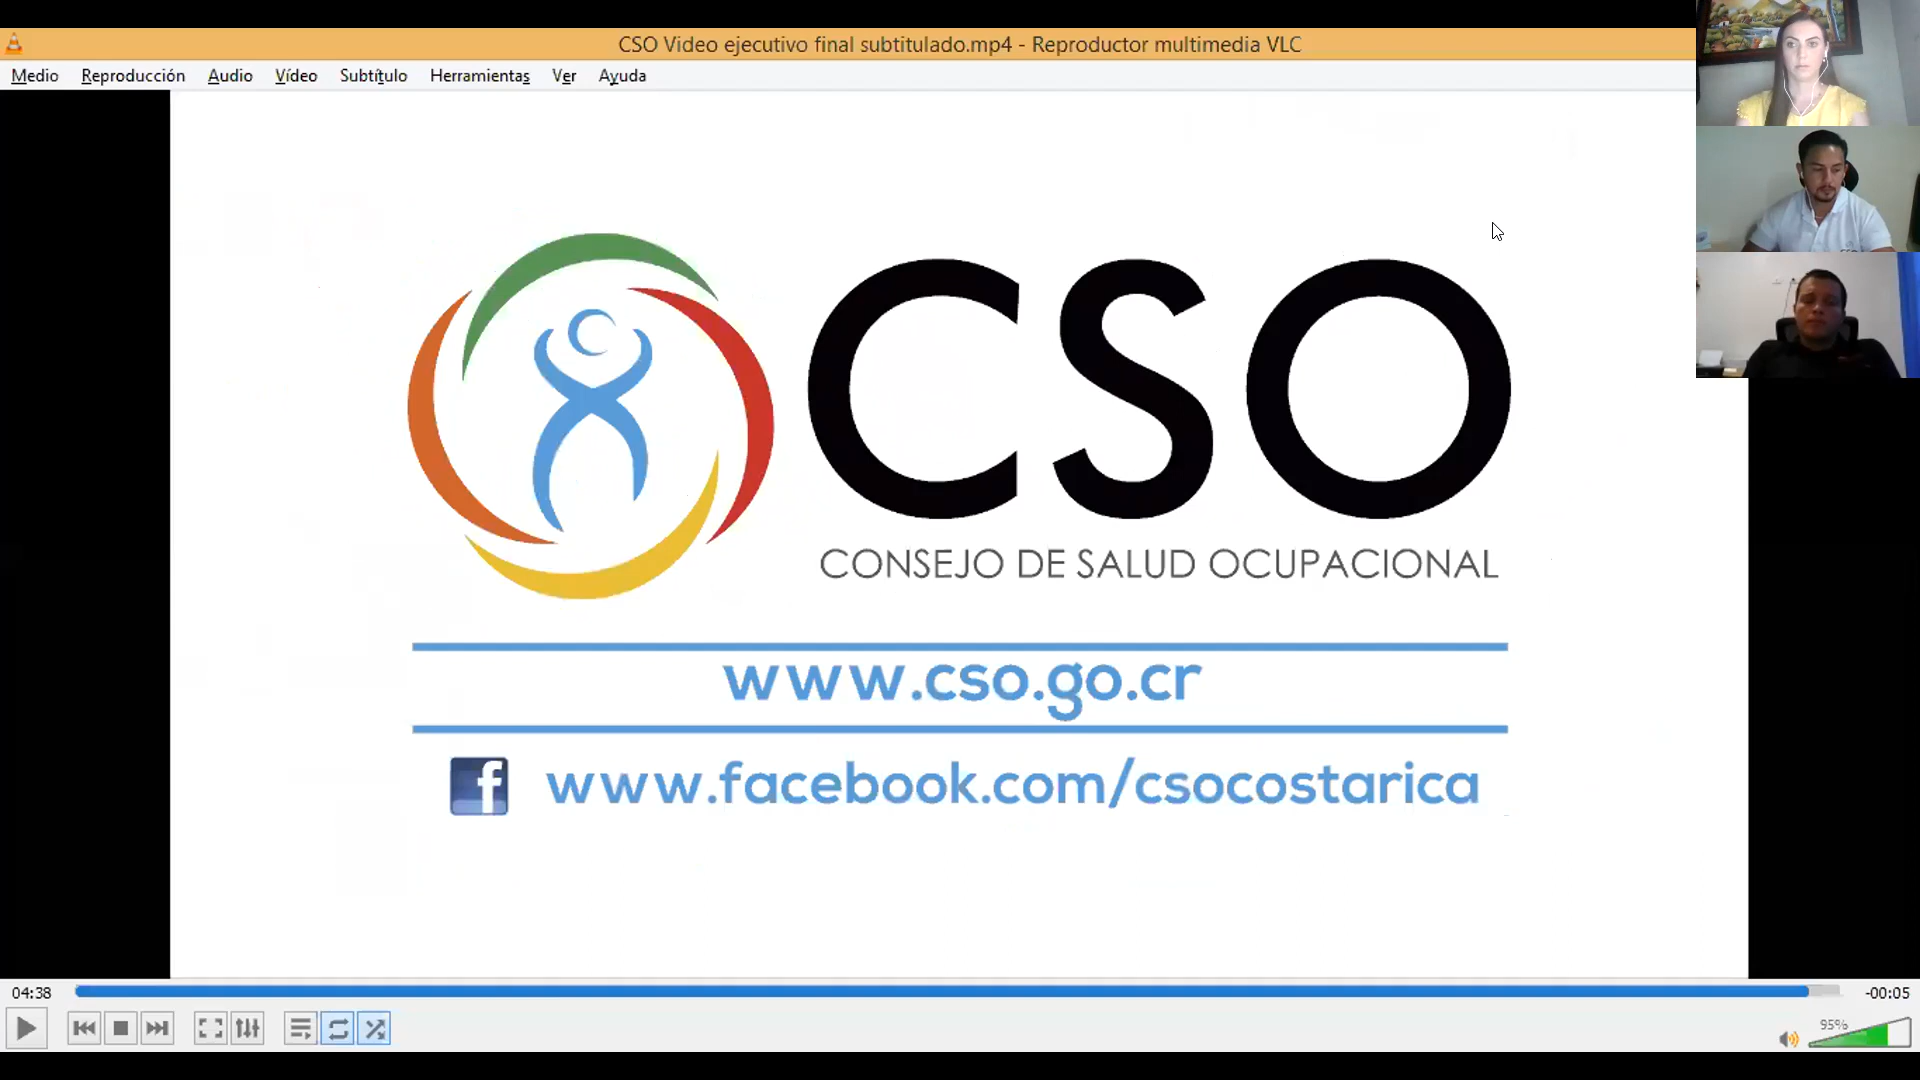 CSO Video ejecutivo final subtitulado.mp4 - Reproductor multimedia VLC
Medio Reproducción Audio Vídeo Subtítulo Herramientas Ver Ayuda
CSO
CONSEJO DE SALUD OCUPACIONAL
www.cso.go.cr
f www.facebook.com/csocostarica
04:38 -00:05
95%